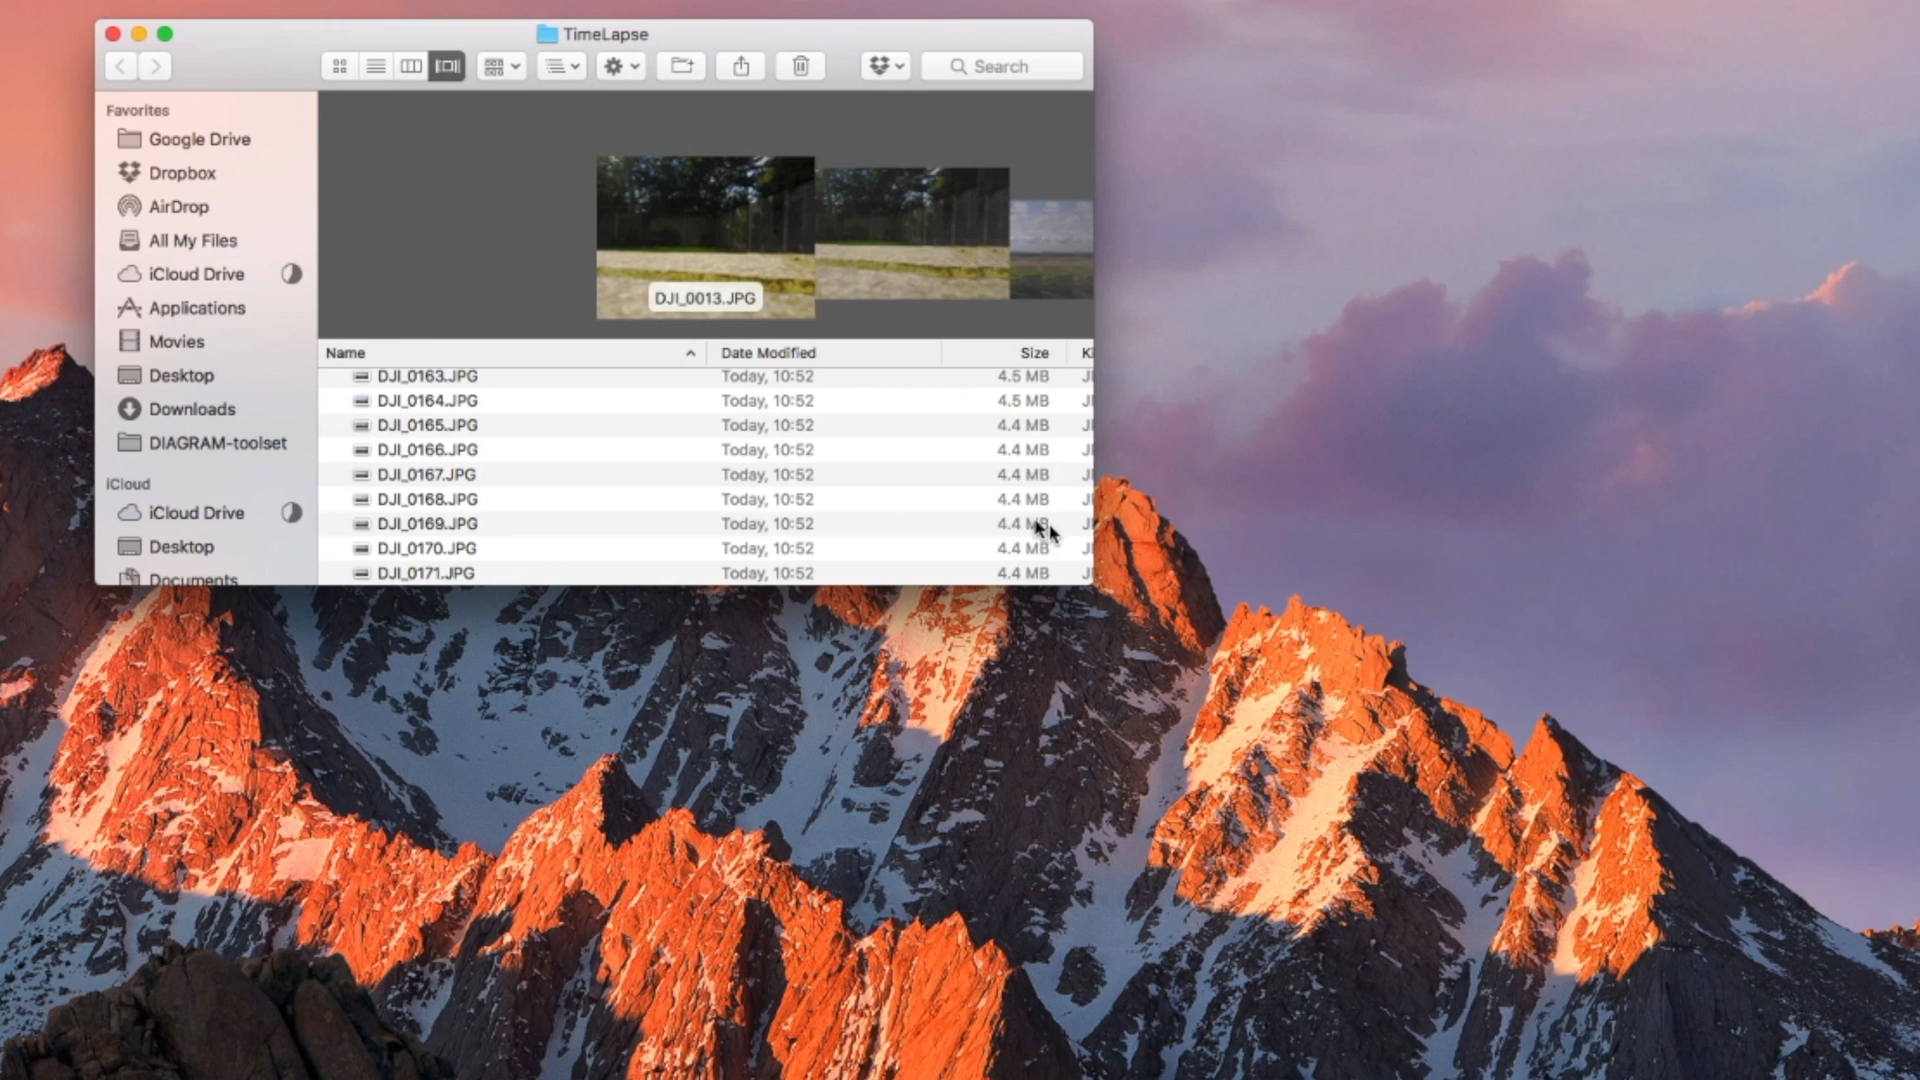 TimeLapse
Search
Favorites
Google Drive
Dropbox
AirDrop
All My Files
iCloud Drive
Applications
Movies
Desktop
Downloads
DIAGRAM-toolset
iCloud
iCloud Drive
Desktop
Documents
DJI_0013.JPG
Name Date Modified Size Ki
DJI_0163.JPG Today, 10:52 4.5 MB
DJI_0164.JPG Today, 10:52 4.5 MB
DJI_0165.JPG Today, 10:52 4.4 MB
DJI_0166.JPG Today, 10:52 4.4 MB
DJI_0167.JPG Today, 10:52 4.4 MB
DJI_0168.JPG Today, 10:52 4.4 MB
DJI_0169.JPG Today, 10:52 4.4 MB
DJI_0170.JPG Today, 10:52 4.4 MB
DJI_0171.JPG Today, 10:52 4.4 MB